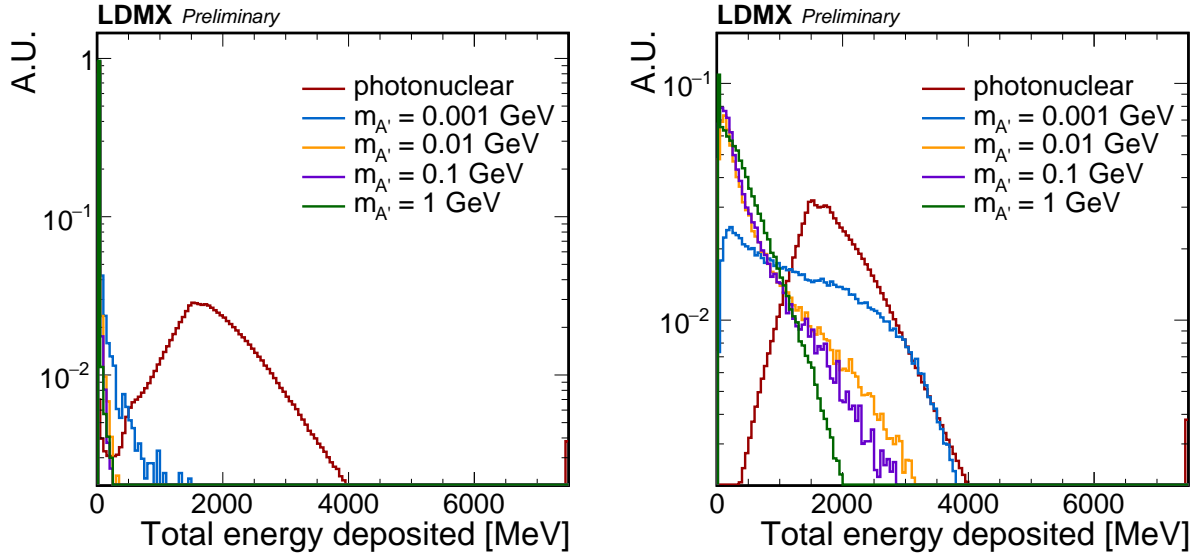 LDMX Preliminary
A.U.
1
10⁻¹
10⁻²
photonuclear
m_A' = 0.001 GeV
m_A' = 0.01 GeV
m_A' = 0.1 GeV
m_A' = 1 GeV
0 2000 4000 6000
Total energy deposited [MeV]
LDMX Preliminary
A.U.
10⁻¹
10⁻²
photonuclear
m_A' = 0.001 GeV
m_A' = 0.01 GeV
m_A' = 0.1 GeV
m_A' = 1 GeV
0 2000 4000 6000
Total energy deposited [MeV]